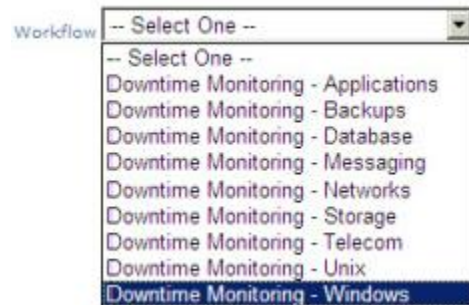 Workflow -- Select One --
-- Select One --
Downtime Monitoring - Applications
Downtime Monitoring - Backups
Downtime Monitoring - Database
Downtime Monitoring - Messaging
Downtime Monitoring - Networks
Downtime Monitoring - Storage
Downtime Monitoring - Telecom
Downtime Monitoring - Unix
Downtime Monitoring - Windows